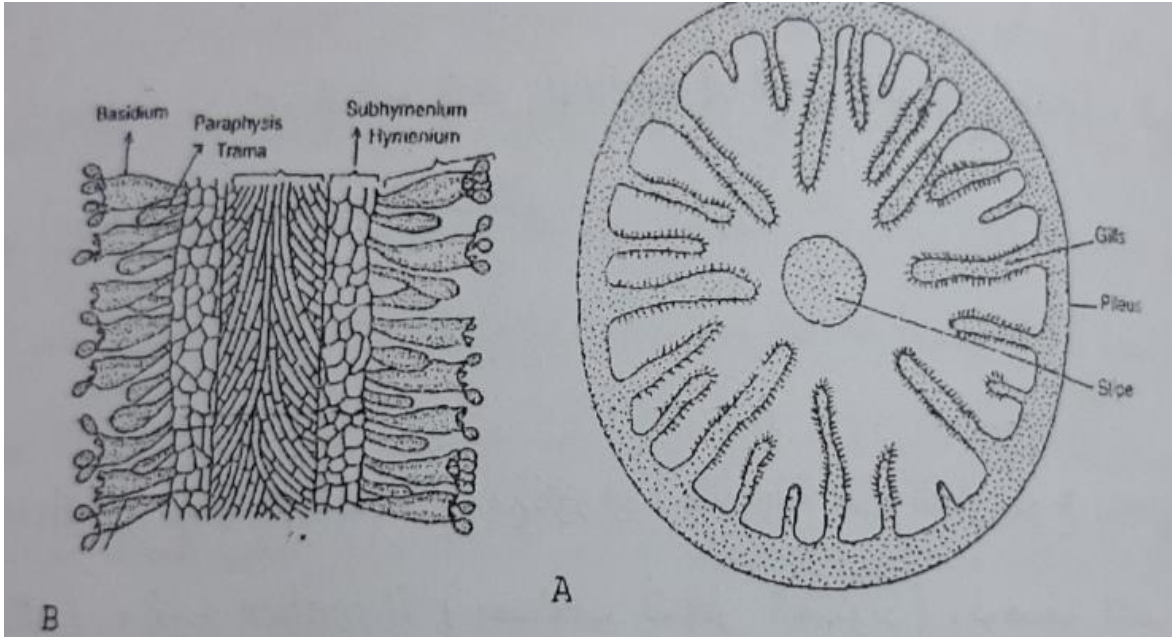 Basidium
Paraphysis
Trama
Subhymenium
Hymenium
Gills
Pileus
Stipe
B
A